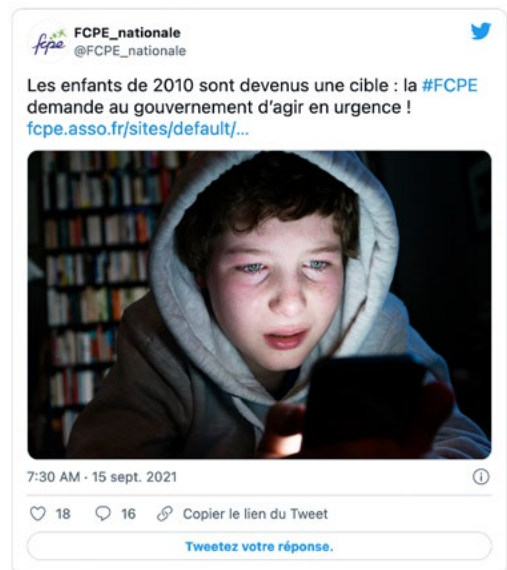 fcpe
FCPE_nationale
@FCPE_nationale
Les enfants de 2010 sont devenus une cible : la #FCPE
demande au gouvernement d'agir en urgence !
fcpe.asso.fr/sites/default/...
7:30 AM · 15 sept. 2021
18 16 Copier le lien du Tweet
Tweetez votre réponse.